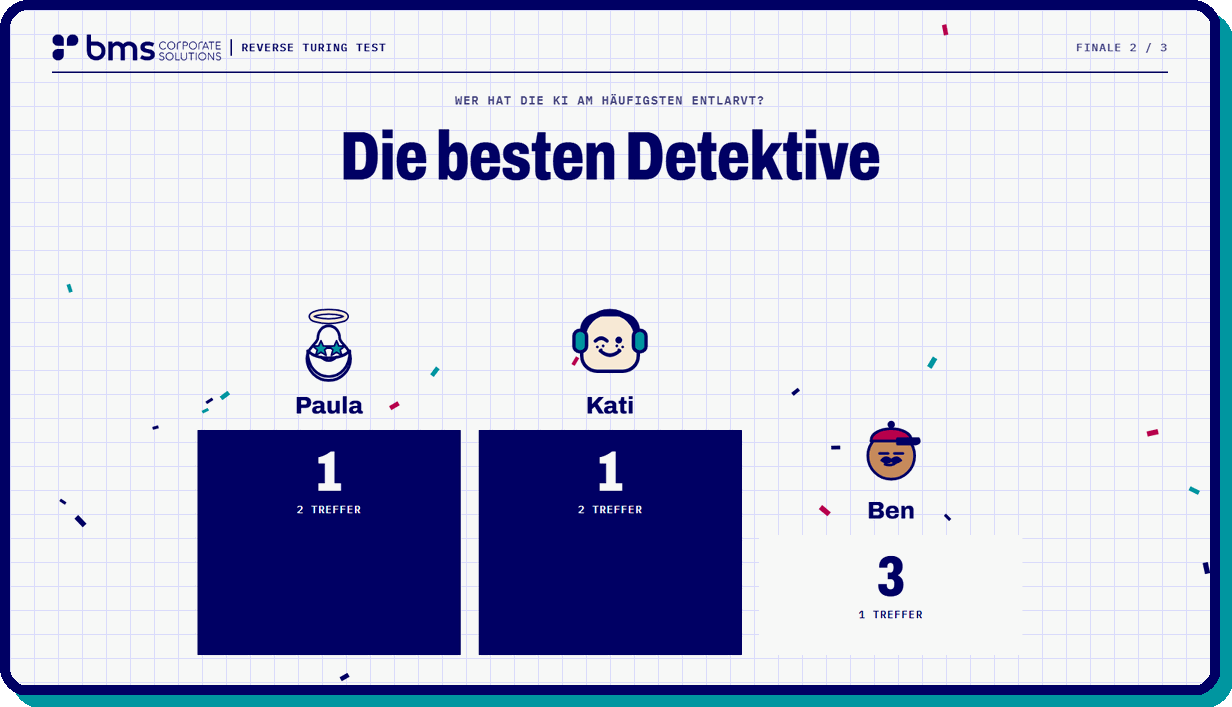 bms CORPORATE SOLUTIONS | REVERSE TURING TEST
FINALE 2 / 3
WER HAT DIE KI AM HÄUFIGSTEN ENTLARVT?
Die besten Detektive
Paula
1
2 TREFFER
Kati
1
2 TREFFER
Ben
3
1 TREFFER